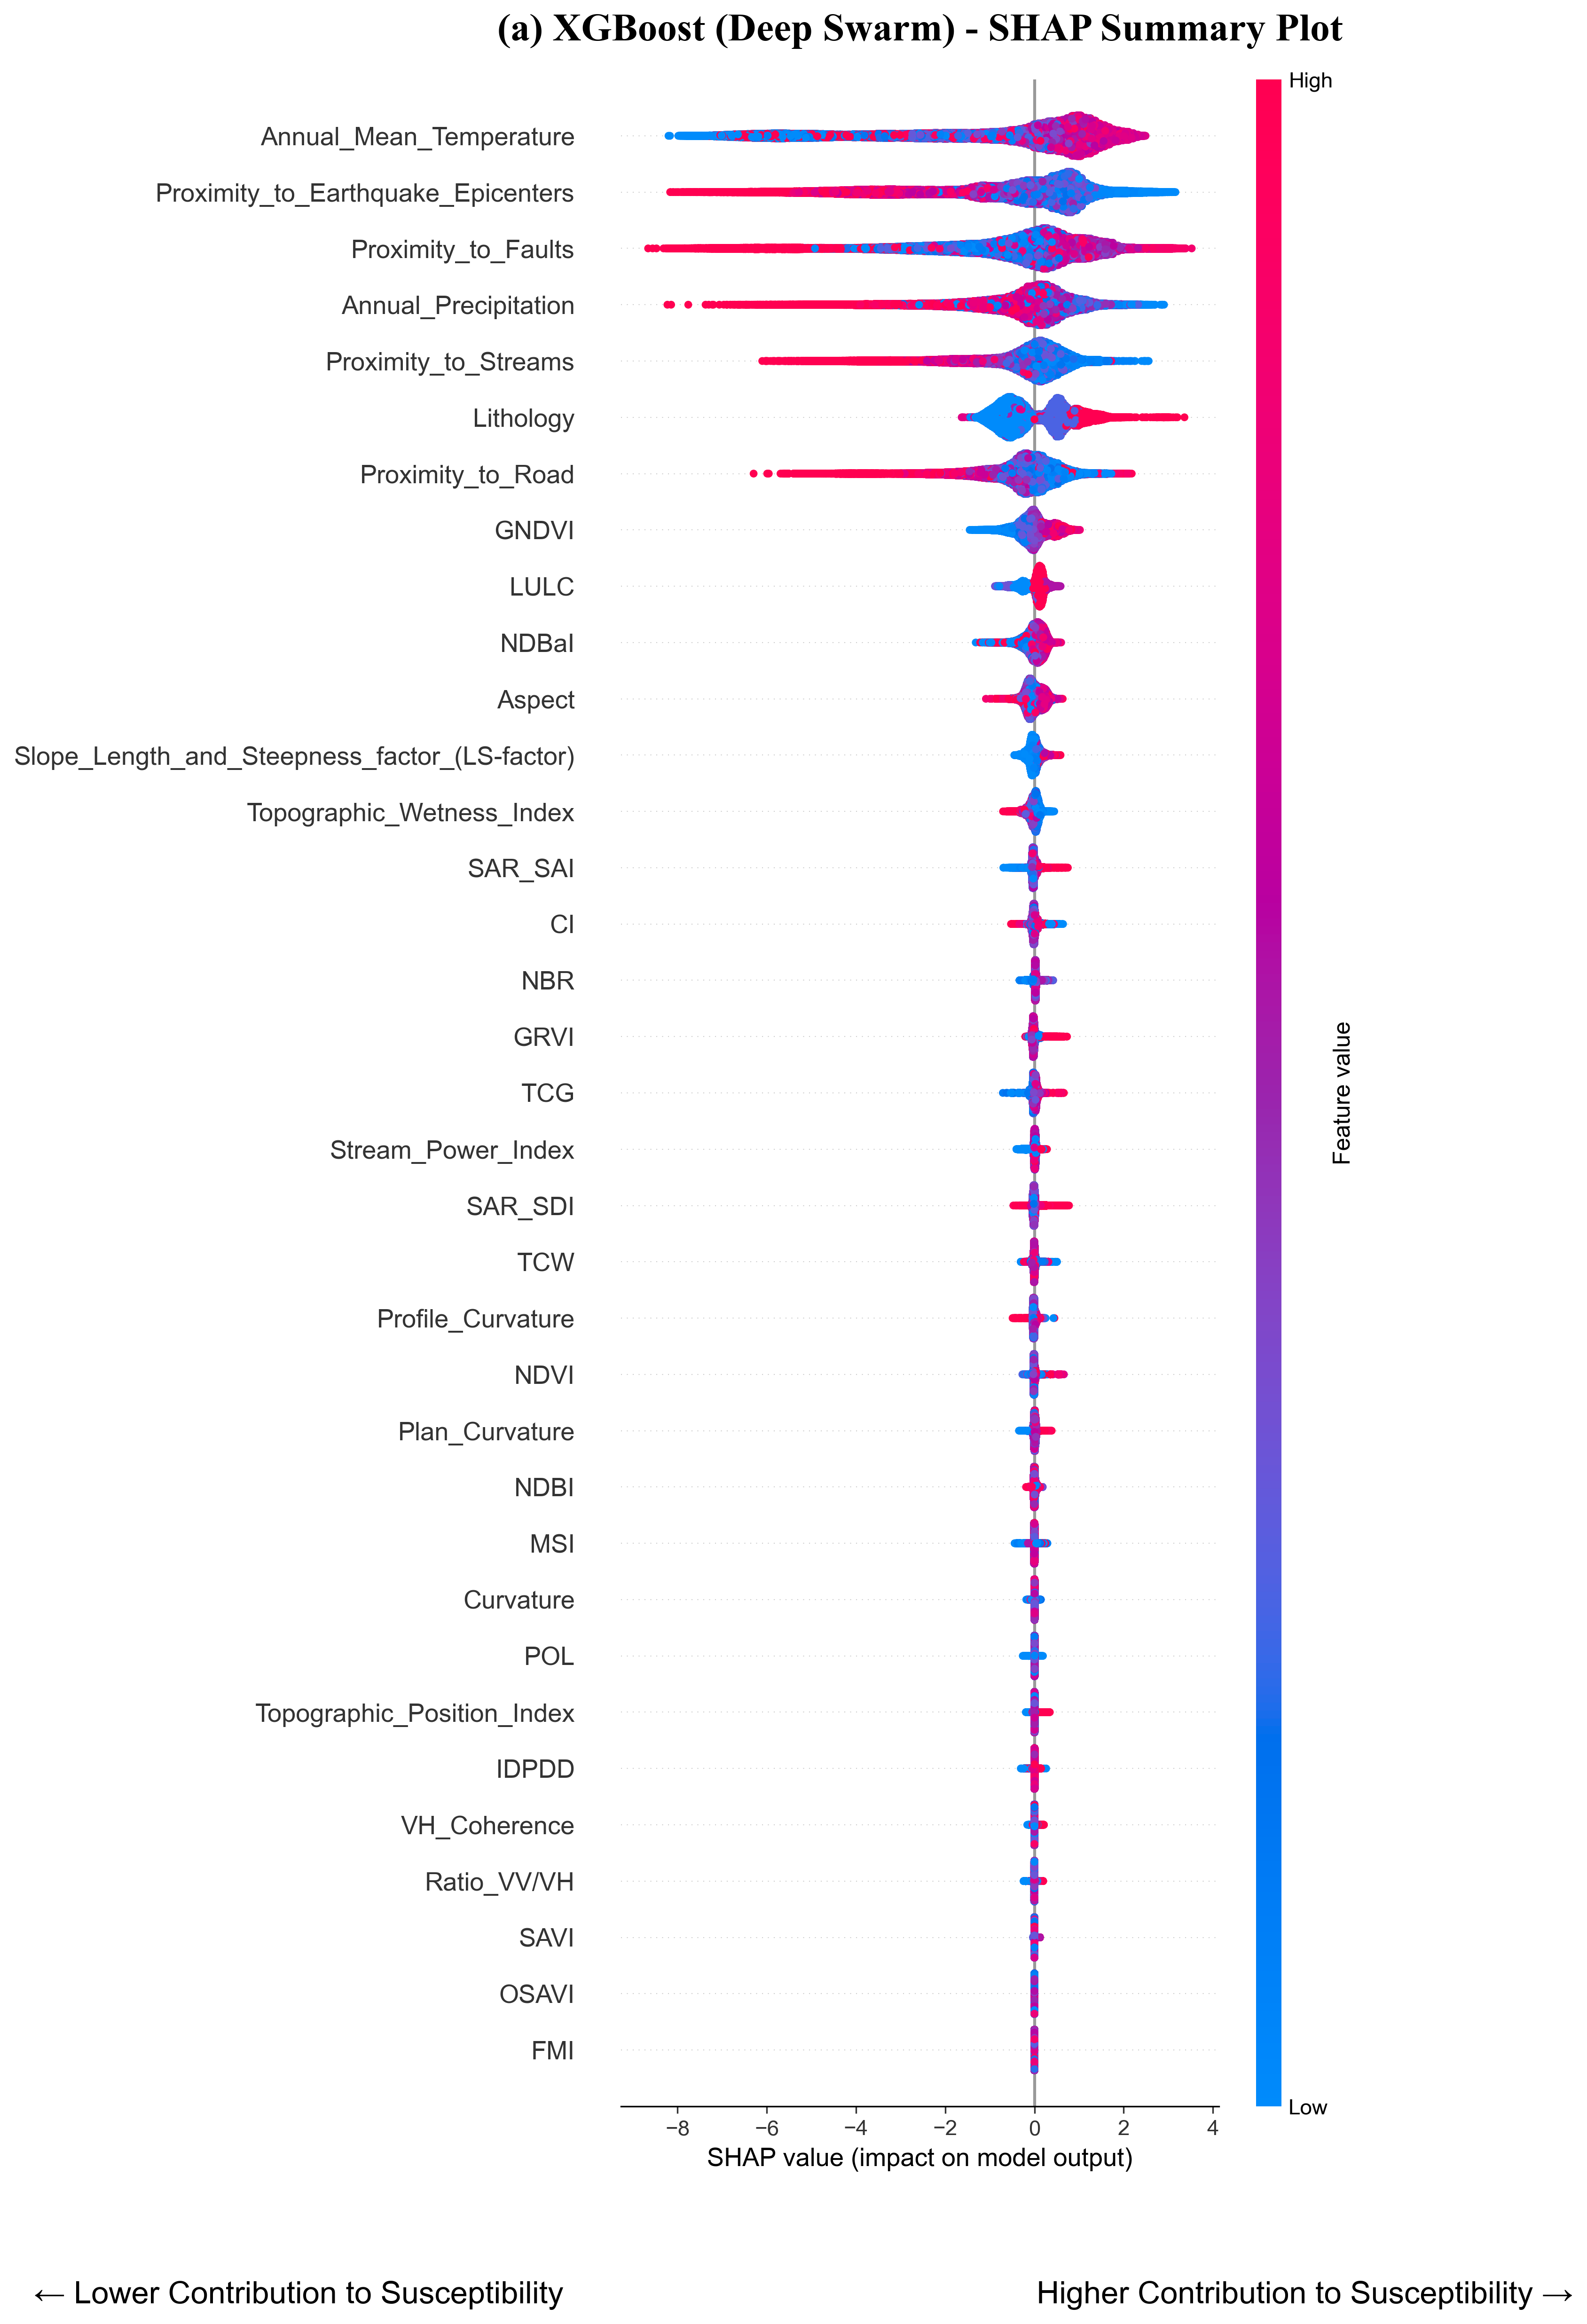 (a) XGBoost (Deep Swarm) - SHAP Summary Plot
High
Annual_Mean_Temperature
Proximity_to_Earthquake_Epicenters
Proximity_to_Faults
Annual_Precipitation
Proximity_to_Streams
Lithology
Proximity_to_Road
GNDVI
LULC
NDBaI
Aspect
Slope_Length_and_Steepness_factor_(LS-factor)
Topographic_Wetness_Index
SAR_SAI
CI
NBR
GRVI
TCG
Stream_Power_Index
SAR_SDI
TCW
Profile_Curvature
NDVI
Plan_Curvature
NDBI
MSI
Curvature
POL
Topographic_Position_Index
IDPDD
VH_Coherence
Ratio_VV/VH
SAVI
OSAVI
FMI
Feature value
Low
−8 −6 −4 −2 0 2 4
SHAP value (impact on model output)
← Lower Contribution to Susceptibility
Higher Contribution to Susceptibility →